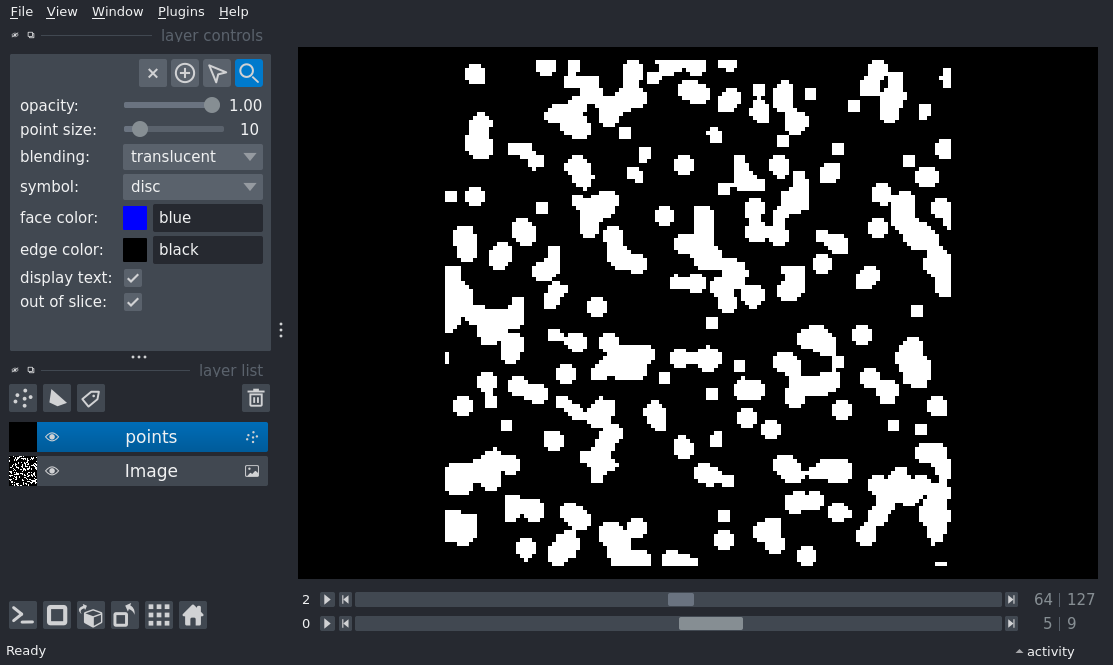 File View Window Plugins Help
layer controls
opacity: 1.00
point size: 10
blending: translucent
symbol: disc
face color: blue
edge color: black
display text:
out of slice:
layer list
points
Image
2 64 | 127
0 5 | 9
Ready activity